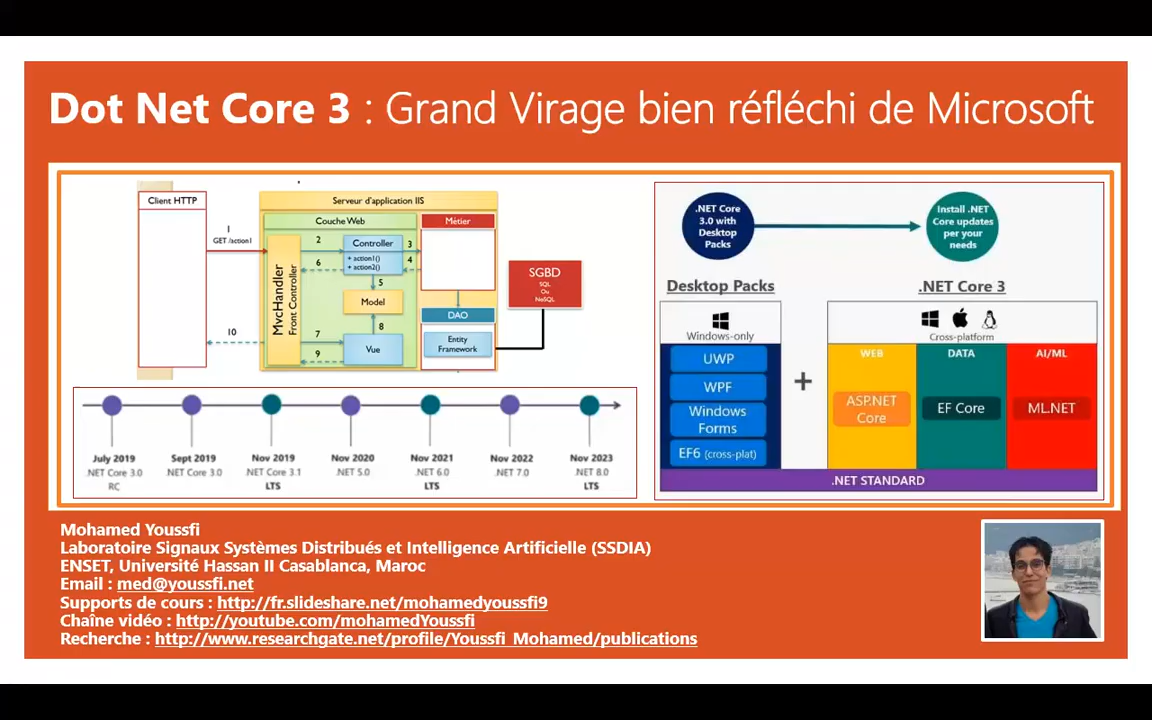 Dot Net Core 3 : Grand Virage bien réfléchi de Microsoft
Client HTTP
1
GET /action1
10
Serveur d'application IIS
Couche Web
MvcHandler
Front Controller
2
6
7
9
Controller
+ action1()
+ action2()
5
Model
8
Vue
3
4
Métier
DAO
Entity
Framework
SGBD
SQL
Ou
NoSQL
July 2019
.NET Core 3.0
RC
Sept 2019
.NET Core 3.0
Nov 2019
.NET Core 3.1
LTS
Nov 2020
.NET 5.0
Nov 2021
.NET 6.0
LTS
Nov 2022
.NET 7.0
Nov 2023
.NET 8.0
LTS
.NET Core
3.0 with
Desktop
Packs
Install .NET
Core updates
per your
needs
Desktop Packs
Windows-only
UWP
WPF
Windows
Forms
EF6 (cross-plat)
+
.NET Core 3
Cross-platform
WEB
ASP.NET
Core
DATA
EF Core
AI/ML
ML.NET
.NET STANDARD
Mohamed Youssfi
Laboratoire Signaux Systèmes Distribués et Intelligence Artificielle (SSDIA)
ENSET, Université Hassan II Casablanca, Maroc
Email : med@youssfi.net
Supports de cours : http://fr.slideshare.net/mohamedyoussfi9
Chaîne vidéo : http://youtube.com/mohamedYoussfi
Recherche : http://www.researchgate.net/profile/Youssfi_Mohamed/publications